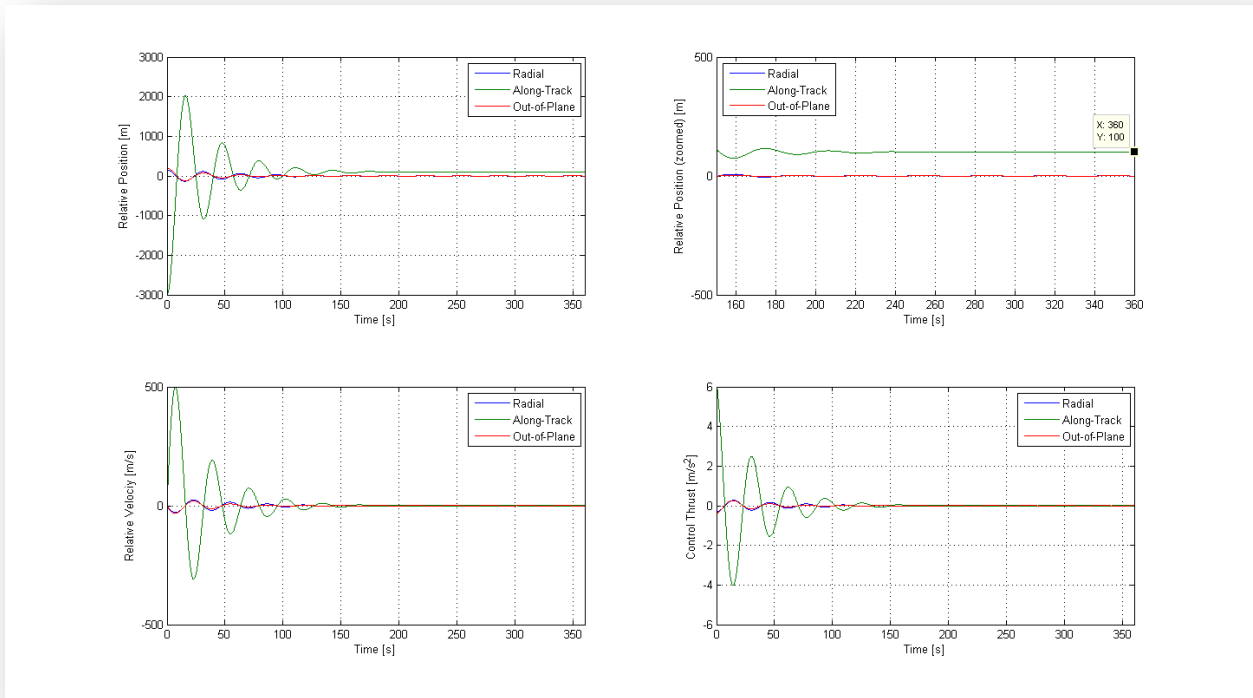 3000
2000
1000
0
-1000
-2000
-3000
Relative Position [m]
0 50 100 150 200 250 300 350
Time [s]
Radial
Along-Track
Out-of-Plane
500
0
-500
Relative Position (zoomed) [m]
160 180 200 220 240 260 280 300 320 340 360
Time [s]
Radial
Along-Track
Out-of-Plane
X: 360
Y: 100
500
0
-500
Relative Velociy [m/s]
0 50 100 150 200 250 300 350
Time [s]
Radial
Along-Track
Out-of-Plane
6
4
2
0
-2
-4
-6
Control Thrust [m/s²]
0 50 100 150 200 250 300 350
Time [s]
Radial
Along-Track
Out-of-Plane